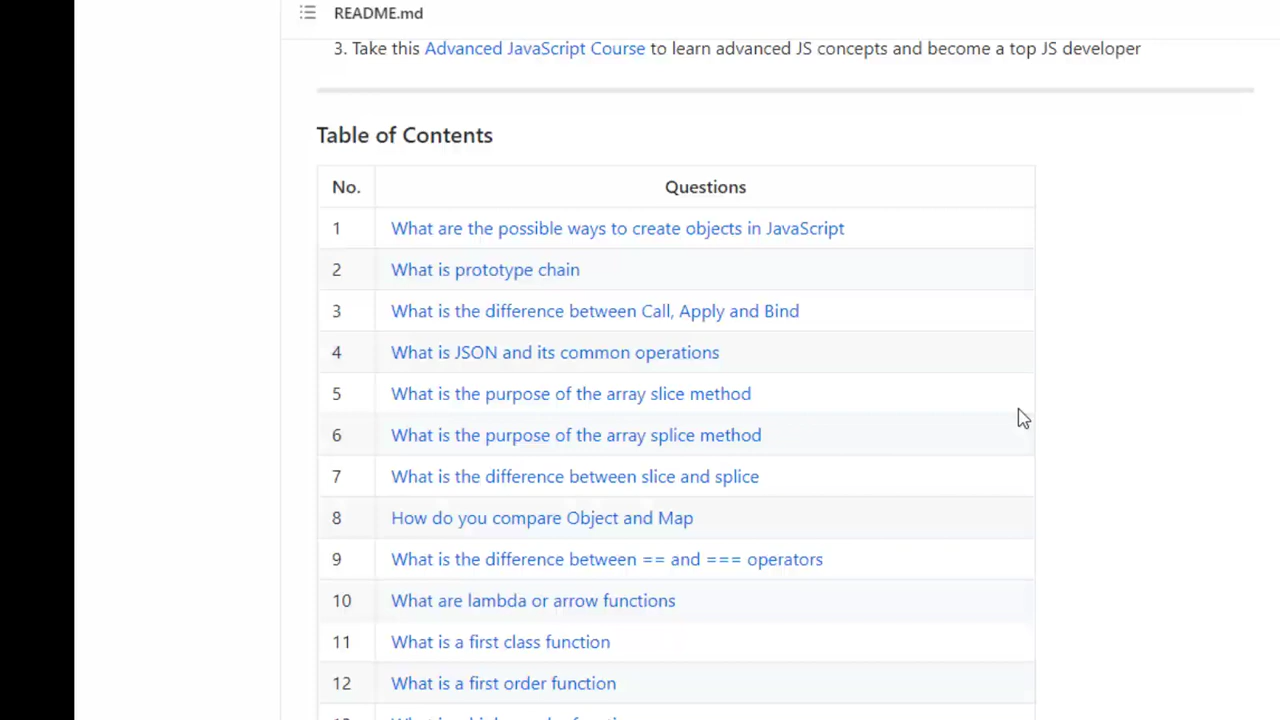 README.md
3. Take this Advanced JavaScript Course to learn advanced JS concepts and become a top JS developer
Table of Contents
No. Questions
1 What are the possible ways to create objects in JavaScript
2 What is prototype chain
3 What is the difference between Call, Apply and Bind
4 What is JSON and its common operations
5 What is the purpose of the array slice method
6 What is the purpose of the array splice method
7 What is the difference between slice and splice
8 How do you compare Object and Map
9 What is the difference between == and === operators
10 What are lambda or arrow functions
11 What is a first class function
12 What is a first order function